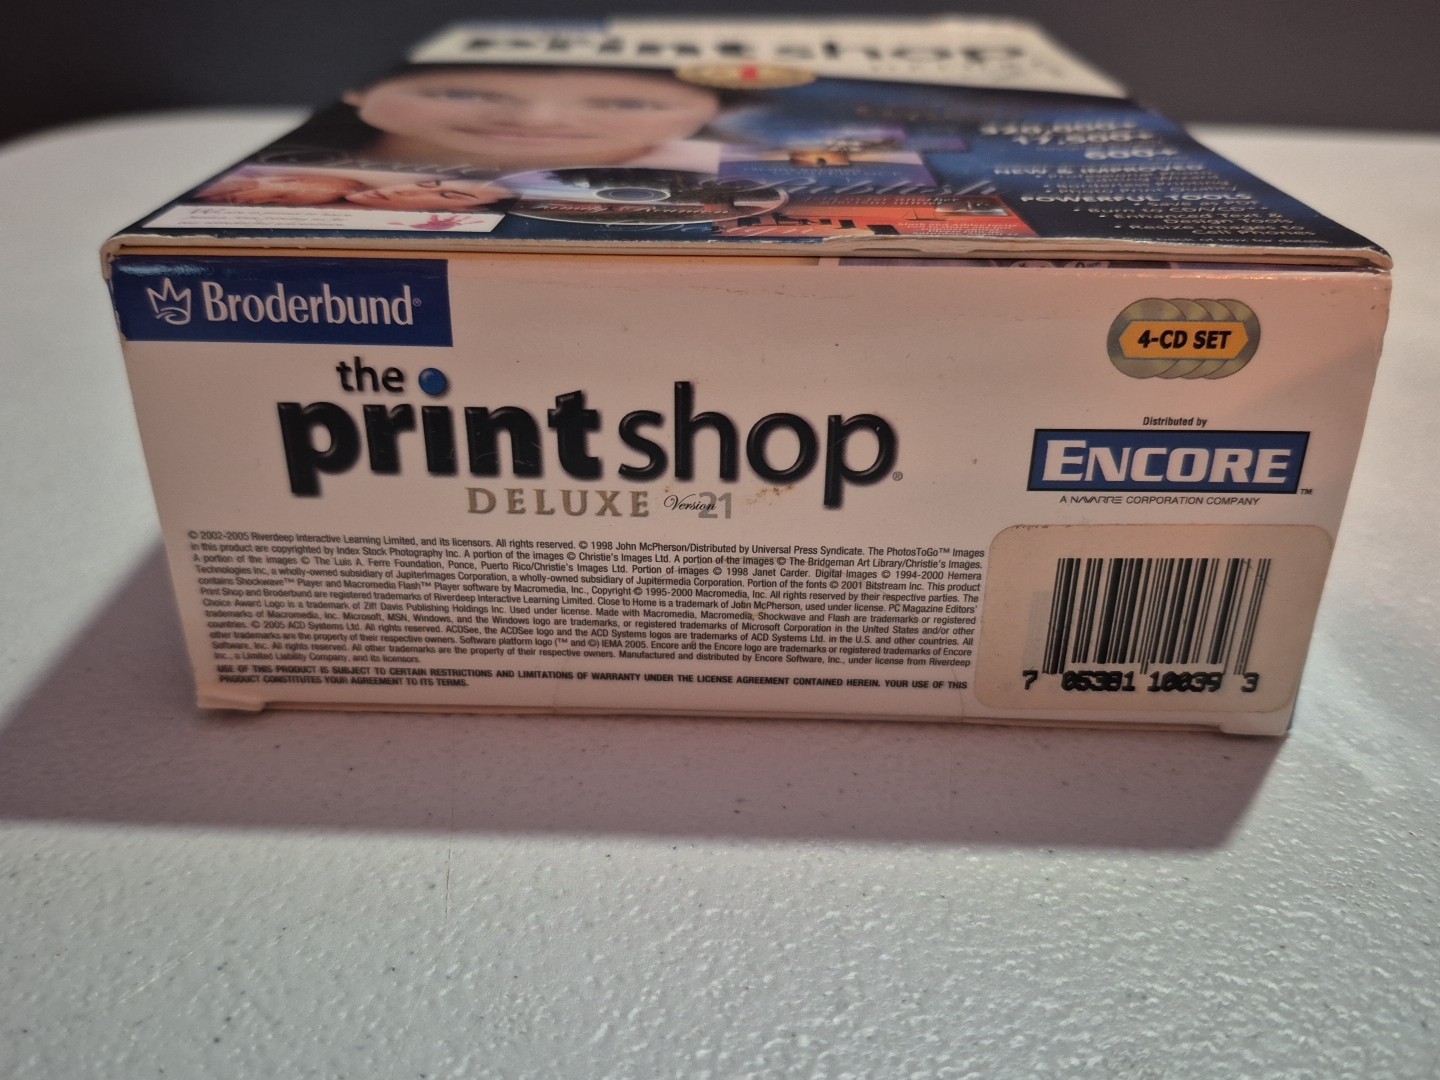 print shop
600+
NEW &
POWERFUL TOOLS
Broderbund®
4-CD SET
the
printshop®
DELUXE Version 21
Distributed by
ENCORE™
A NAVARRE CORPORATION COMPANY
© 2002-2005 Riverdeep Interactive Learning Limited, and its licensors. All rights reserved. © 1998 John McPherson/Distributed by Universal Press Syndicate. The PhotosToGo™ Images
in this product are copyrighted by Index Stock Photography Inc. A portion of the images © Christie's Images Ltd. A portion of the images © The Bridgeman Art Library/Christie's Images.
A portion of the images © The Luis A. Ferre Foundation, Ponce, Puerto Rico/Christie's Images Ltd. Portion of images © 1998 Janet Carder. Digital Images © 1994-2000 Hemera
Technologies Inc., a wholly-owned subsidiary of JupiterImages Corporation, a wholly-owned subsidiary of Jupitermedia Corporation. Portion of the fonts © 2001 Bitstream Inc. This product
contains Shockwave™ Player and Macromedia Flash™ Player software by Macromedia, Inc., Copyright © 1995-2000 Macromedia, Inc. All rights reserved by their respective parties. The
Print Shop and Broderbund are registered trademarks of Riverdeep Interactive Learning Limited. Close to Home is a trademark of John McPherson, used under license. PC Magazine Editors'
Choice Award Logo is a trademark of Ziff Davis Publishing Holdings Inc. Used under license. Made with Macromedia, Macromedia, Shockwave and Flash are trademarks or registered
trademarks of Macromedia, Inc. Microsoft, MSN, Windows, and the Windows logo are trademarks, or registered trademarks of Microsoft Corporation in the United States and/or other
countries. © 2005 ACD Systems Ltd. All rights reserved. ACDSee, the ACDSee logo and the ACD Systems logos are trademarks of ACD Systems Ltd. in the U.S. and other countries. All
other trademarks are the property of their respective owners. Software platform logo (™ and ©) IEMA 2005. Encore and the Encore logo are trademarks or registered trademarks of Encore
Software, Inc. All rights reserved. All other trademarks are the property of their respective owners. Manufactured and distributed by Encore Software, Inc., under license from Riverdeep
Inc., a Limited Liability Company, and its licensors.
USE OF THIS PRODUCT IS SUBJECT TO CERTAIN RESTRICTIONS AND LIMITATIONS OF WARRANTY UNDER THE LICENSE AGREEMENT CONTAINED HEREIN. YOUR USE OF THIS
PRODUCT CONSTITUTES YOUR AGREEMENT TO ITS TERMS.
7 05381 10039 3